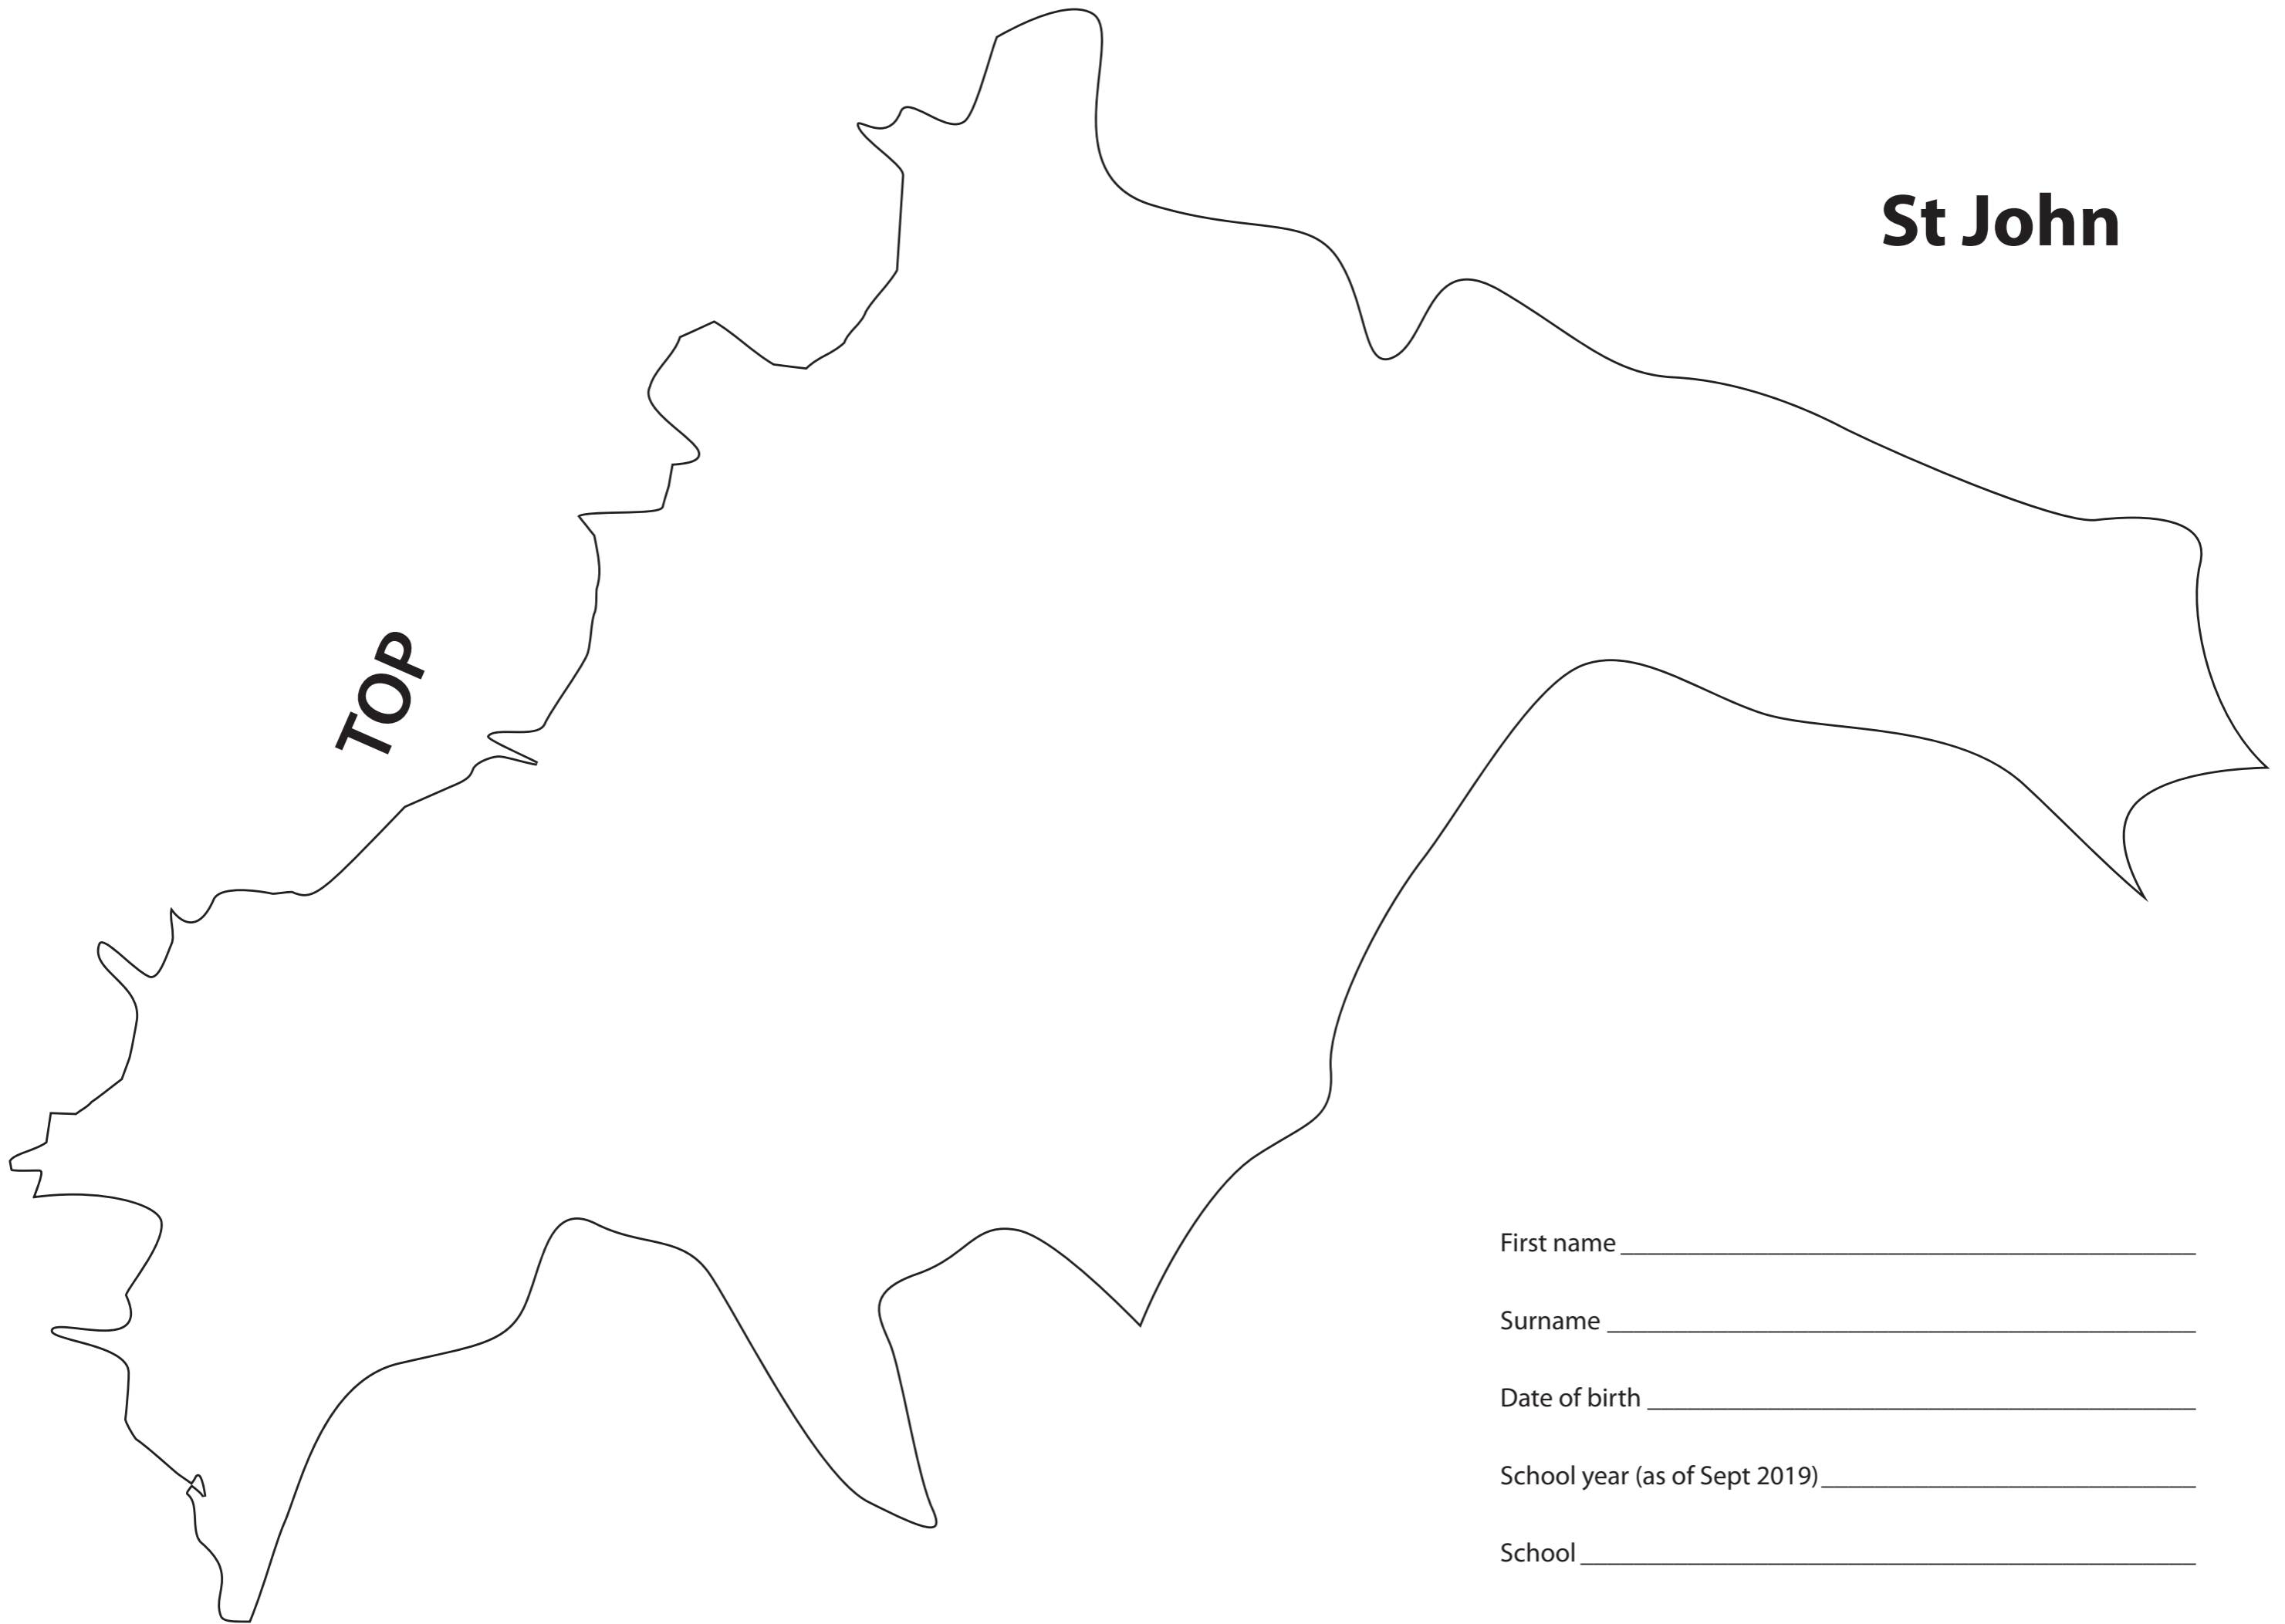 St John
TOP
First name
Surname
Date of birth
School year (as of Sept 2019)
School